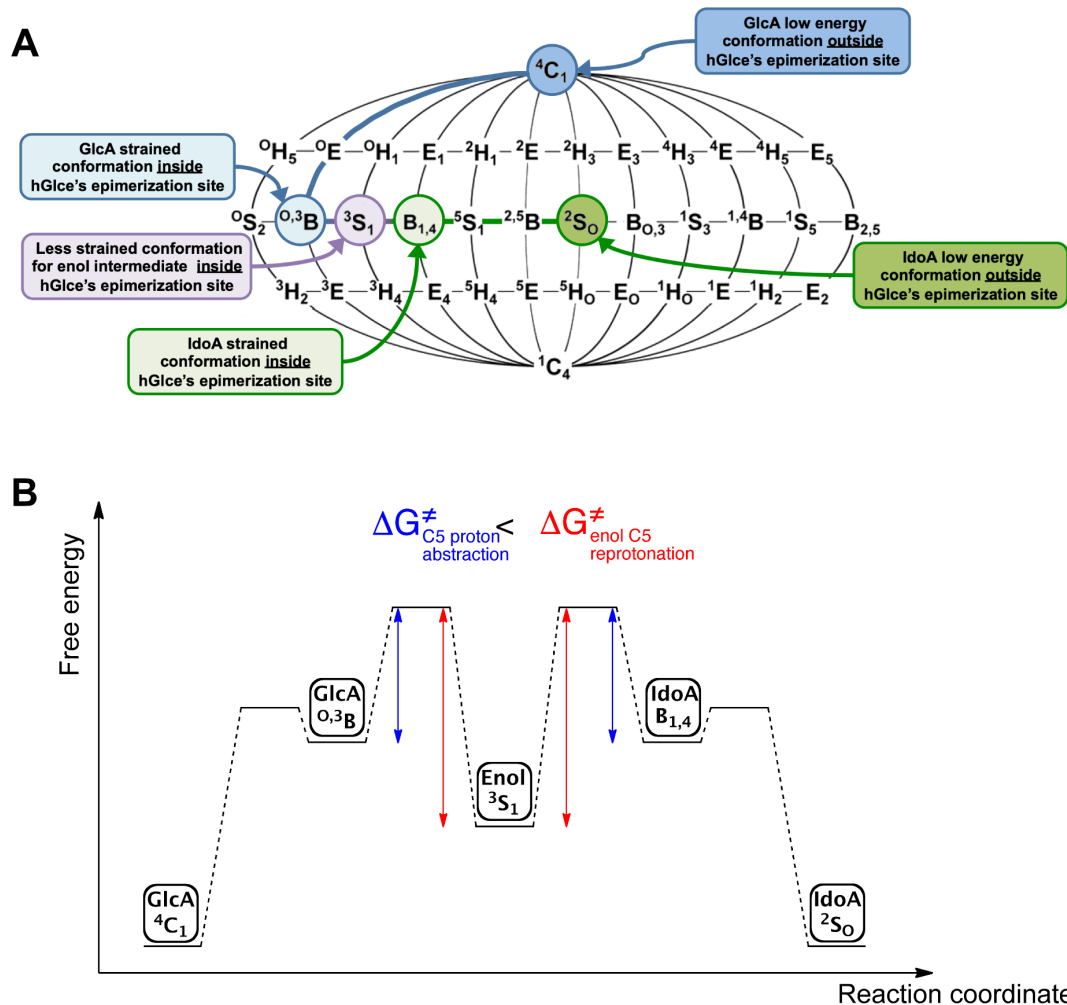 A
GlcA low energy
conformation outside
hGlce's epimerization site
⁴C₁
GlcA strained
conformation inside
hGlce's epimerization site
ᴼH₅ ᴼE ᴼH₁ E₁ ²H₁ ²E ²H₃ E₃ ⁴H₃ ⁴E ⁴H₅ E₅
ᴼS₂ ᴼ,³B ³S₁ B₁,₄ ⁵S₁ ²,⁵B ²Sₒ Bₒ,₃ ¹S₃ ¹,⁴B ¹S₅ B₂,₅
Less strained conformation
for enol intermediate inside
hGlce's epimerization site
IdoA low energy
conformation outside
hGlce's epimerization site
³H₂ ³E ³H₄ E₄ ⁵H₄ ⁵E ⁵Hₒ Eₒ ¹Hₒ ¹E ¹H₂ E₂
IdoA strained
conformation inside
hGlce's epimerization site
¹C₄
B
ΔG≠ C5 proton abstraction < ΔG≠ enol C5 reprotonation
Free energy
GlcA
ᴼ,³B
IdoA
B₁,₄
Enol
³S₁
GlcA
⁴C₁
IdoA
²Sₒ
Reaction coordinate